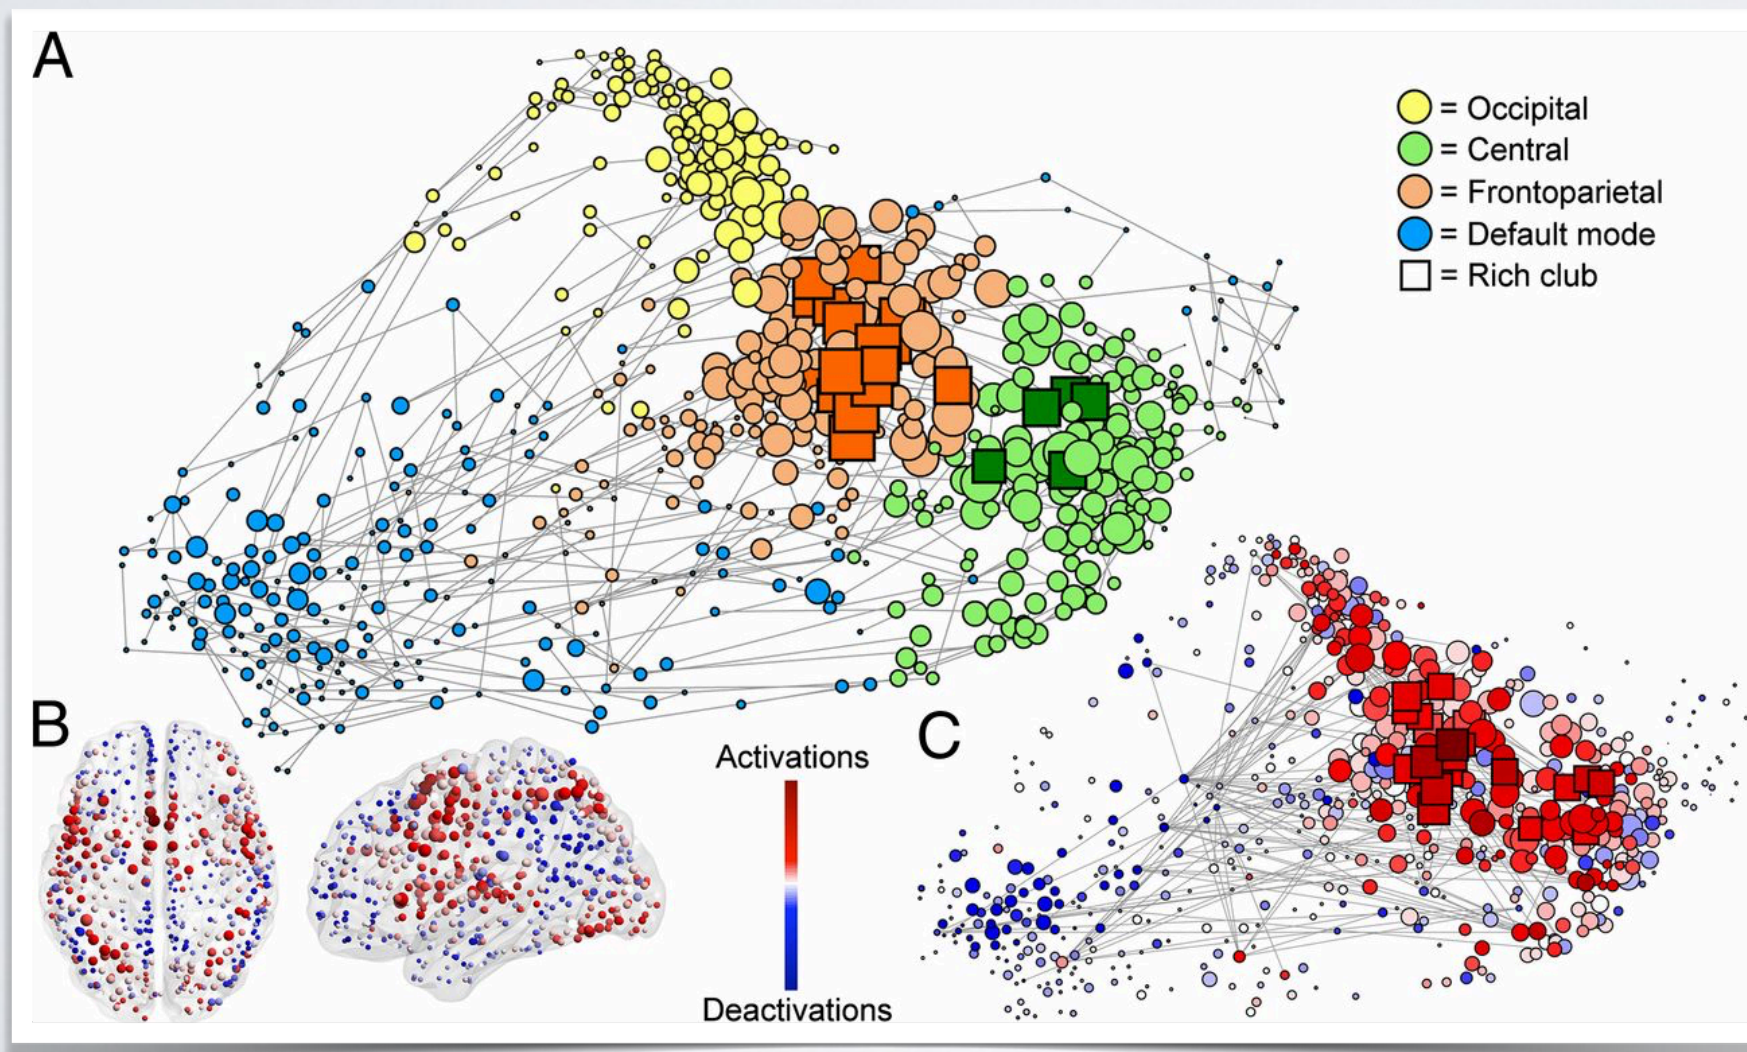 A
= Occipital
= Central
= Frontoparietal
= Default mode
= Rich club
B
Activations
Deactivations
C